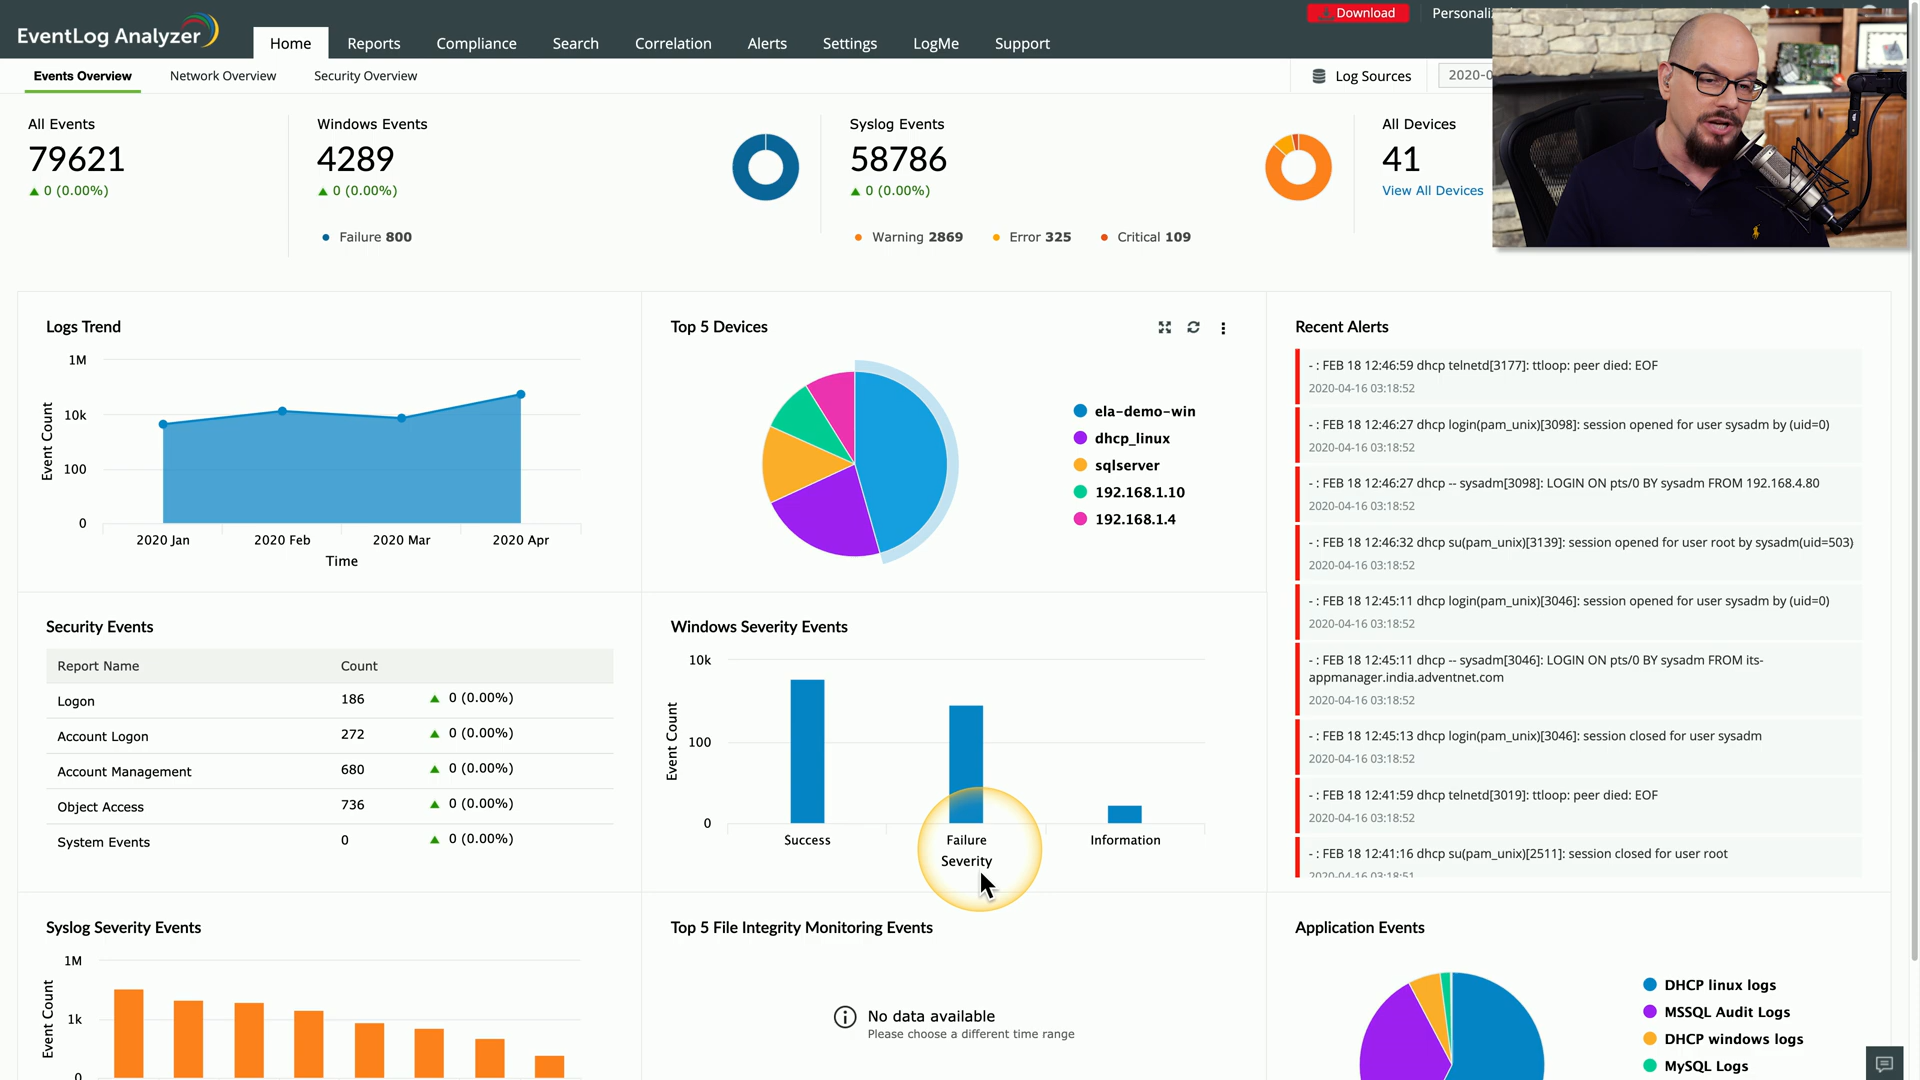 EventLog Analyzer
Home
Reports
Compliance
Search
Correlation
Alerts
Settings
LogMe
Support
Download
Events Overview
Network Overview
Security Overview
Log Sources
2020-0
All Events
79621
0 (0.00%)
Windows Events
4289
0 (0.00%)
Failure 800
Syslog Events
58786
0 (0.00%)
Warning 2869
Error 325
Critical 109
All Devices
41
View All Devices
Logs Trend
Event Count
1M
10k
100
0
2020 Jan
2020 Feb
2020 Mar
2020 Apr
Time
Top 5 Devices
ela-demo-win
dhcp_linux
sqlserver
192.168.1.10
192.168.1.4
Recent Alerts
- : FEB 18 12:46:59 dhcp telnetd[3177]: ttloop: peer died: EOF
2020-04-16 03:18:52
- : FEB 18 12:46:27 dhcp login(pam_unix)[3098]: session opened for user sysadm by (uid=0)
2020-04-16 03:18:52
- : FEB 18 12:46:27 dhcp -- sysadm[3098]: LOGIN ON pts/0 BY sysadm FROM 192.168.4.80
2020-04-16 03:18:52
- : FEB 18 12:46:32 dhcp su(pam_unix)[3139]: session opened for user root by sysadm(uid=503)
2020-04-16 03:18:52
- : FEB 18 12:45:11 dhcp login(pam_unix)[3046]: session opened for user sysadm by (uid=0)
2020-04-16 03:18:52
- : FEB 18 12:45:11 dhcp -- sysadm[3046]: LOGIN ON pts/0 BY sysadm FROM its-
appmanager.india.adventnet.com
2020-04-16 03:18:52
- : FEB 18 12:45:13 dhcp login(pam_unix)[3046]: session closed for user sysadm
2020-04-16 03:18:52
- : FEB 18 12:41:59 dhcp telnetd[3019]: ttloop: peer died: EOF
2020-04-16 03:18:52
- : FEB 18 12:41:16 dhcp su(pam_unix)[2511]: session closed for user root
2020-04-16 03:18:51
Security Events
Report Name Count
Logon 186 0 (0.00%)
Account Logon 272 0 (0.00%)
Account Management 680 0 (0.00%)
Object Access 736 0 (0.00%)
System Events 0 0 (0.00%)
Windows Severity Events
Event Count
10k
100
0
Success
Failure
Information
Severity
Syslog Severity Events
Event Count
1M
1k
0
Top 5 File Integrity Monitoring Events
No data available
Please choose a different time range
Application Events
DHCP linux logs
MSSQL Audit Logs
DHCP windows logs
MySQL Logs